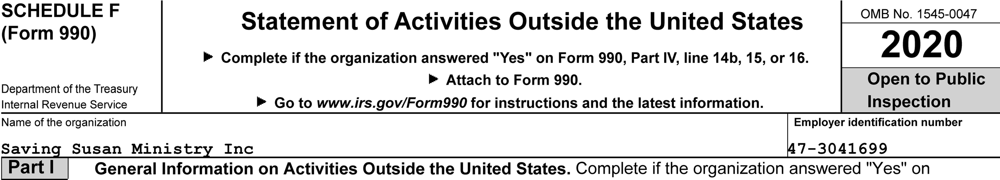 SCHEDULE F
(Form 990)
Department of the Treasury
Internal Revenue Service
Statement of Activities Outside the United States
► Complete if the organization answered "Yes" on Form 990, Part IV, line 14b, 15, or 16.
► Attach to Form 990.
► Go to www.irs.gov/Form990 for instructions and the latest information.
OMB No. 1545-0047
2020
Open to Public
Inspection
Name of the organization
Saving Susan Ministry Inc
Employer identification number
47-3041699
Part I General Information on Activities Outside the United States. Complete if the organization answered "Yes" on